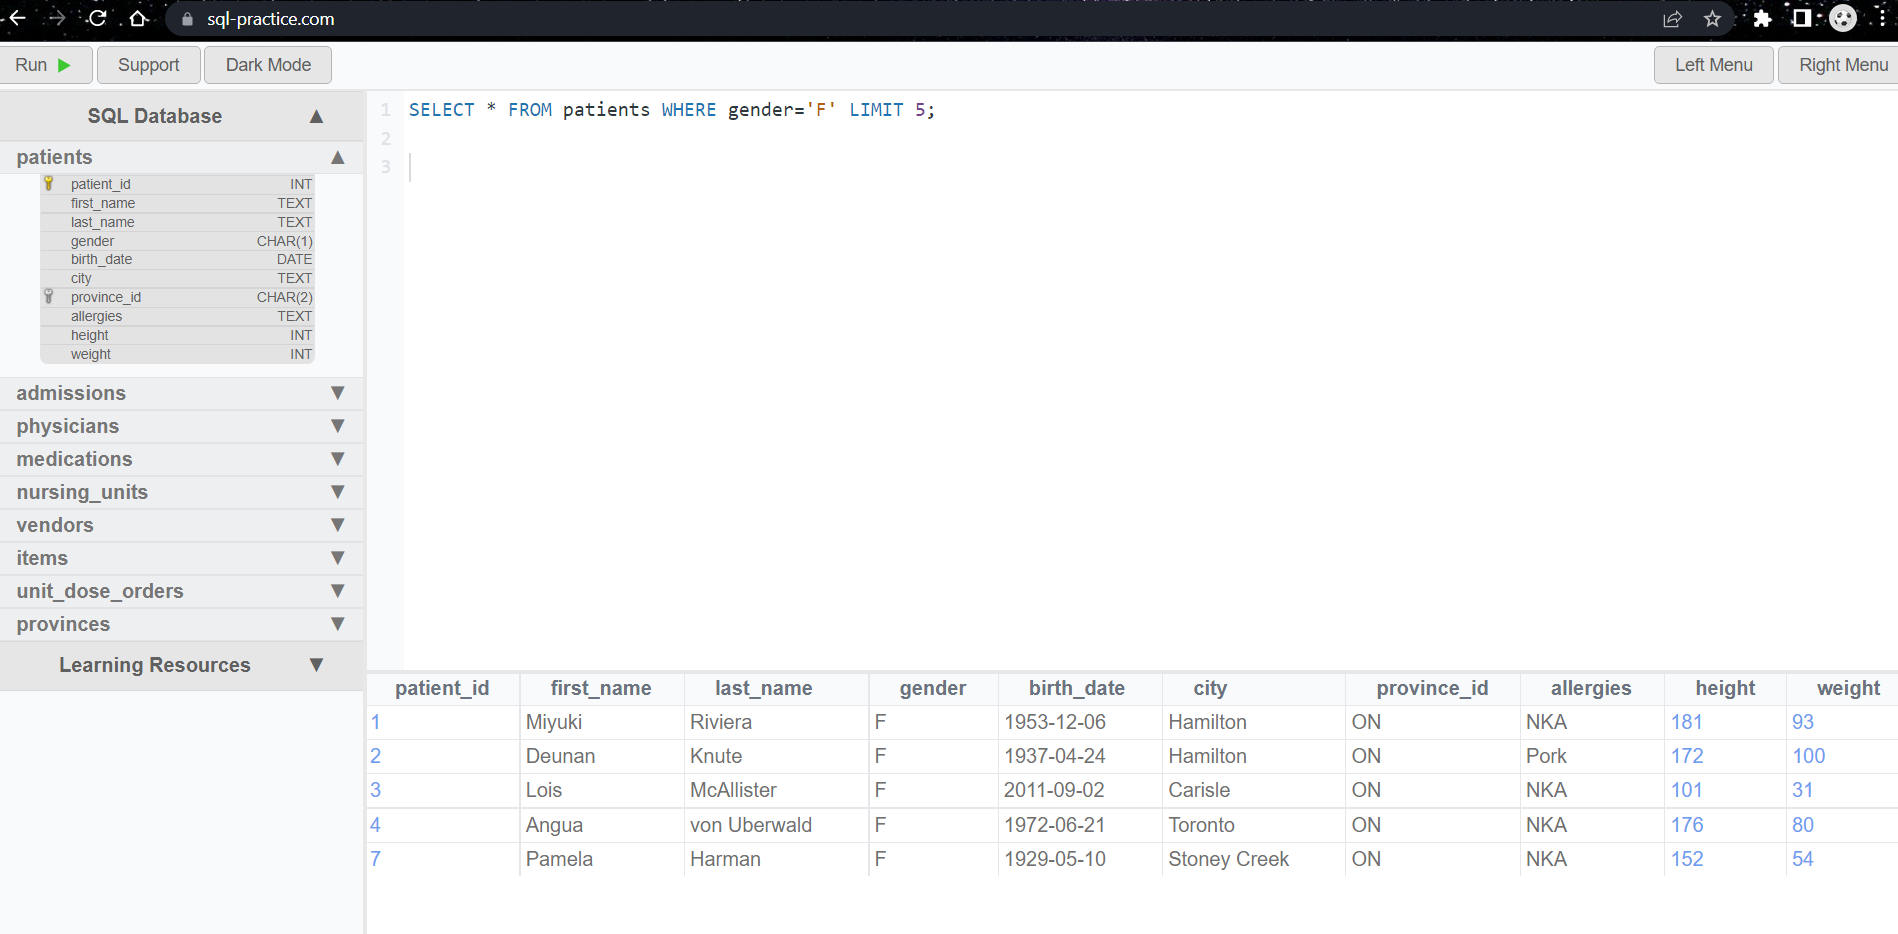 sql-practice.com
Run Support Dark Mode Left Menu Right Menu
SQL Database ▲
patients ▲
patient_id INT
first_name TEXT
last_name TEXT
gender CHAR(1)
birth_date DATE
city TEXT
province_id CHAR(2)
allergies TEXT
height INT
weight INT
admissions ▼
physicians ▼
medications ▼
nursing_units ▼
vendors ▼
items ▼
unit_dose_orders ▼
provinces ▼
Learning Resources ▼
1 SELECT * FROM patients WHERE gender='F' LIMIT 5;
2
3
patient_id first_name last_name gender birth_date city province_id allergies height weight
1 Miyuki Riviera F 1953-12-06 Hamilton ON NKA 181 93
2 Deunan Knute F 1937-04-24 Hamilton ON Pork 172 100
3 Lois McAllister F 2011-09-02 Carisle ON NKA 101 31
4 Angua von Uberwald F 1972-06-21 Toronto ON NKA 176 80
7 Pamela Harman F 1929-05-10 Stoney Creek ON NKA 152 54